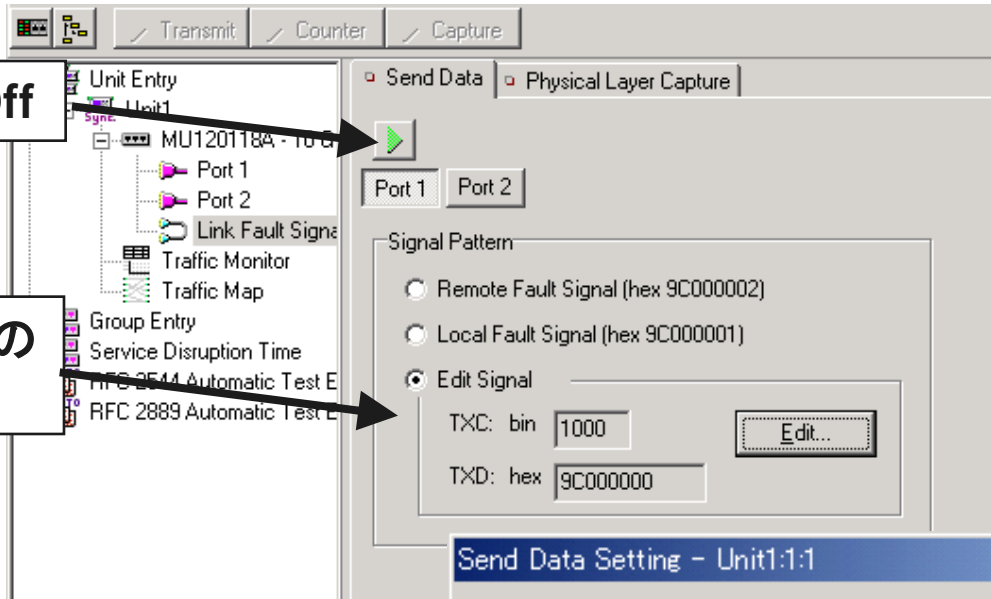 Transmit
Counter
Capture
ff
の
Unit Entry
Unit1
MU120118A - 10 G
Port 1
Port 2
Link Fault Signa
Traffic Monitor
Traffic Map
Group Entry
Service Disruption Time
RFC 2544 Automatic Test E
RFC 2889 Automatic Test E
Send Data
Physical Layer Capture
Port 1
Port 2
Signal Pattern
Remote Fault Signal (hex 9C000002)
Local Fault Signal (hex 9C000001)
Edit Signal
TXC: bin 1000
Edit...
TXD: hex 9C000000
Send Data Setting - Unit1:1:1